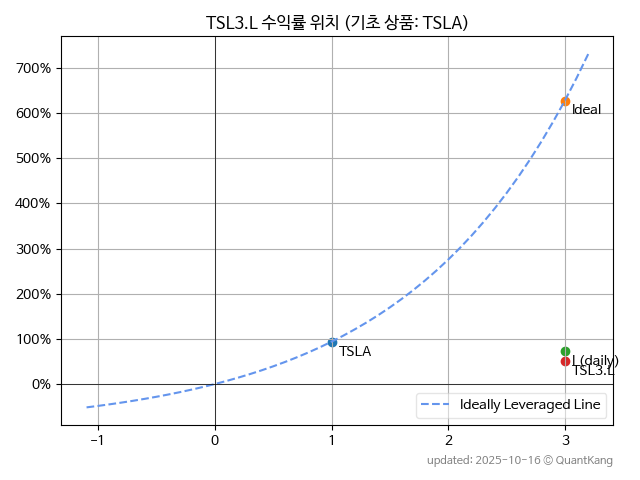 TSL3.L 수익률 위치 (기초 상품: TSLA)
700%
600%
Ideal
500%
400%
300%
200%
100%
TSLA
L(daily)
TSL3.L
0%
Ideally Leveraged Line
−1
0
1
2
3
updated: 2025-10-16 © QuantKang